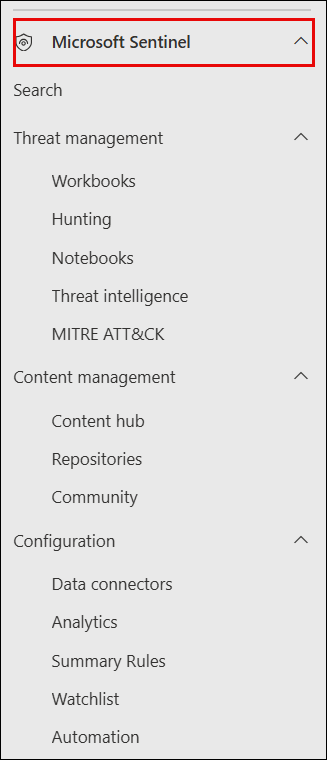 Microsoft Sentinel
Search
Threat management
Workbooks
Hunting
Notebooks
Threat intelligence
MITRE ATT&CK
Content management
Content hub
Repositories
Community
Configuration
Data connectors
Analytics
Summary Rules
Watchlist
Automation